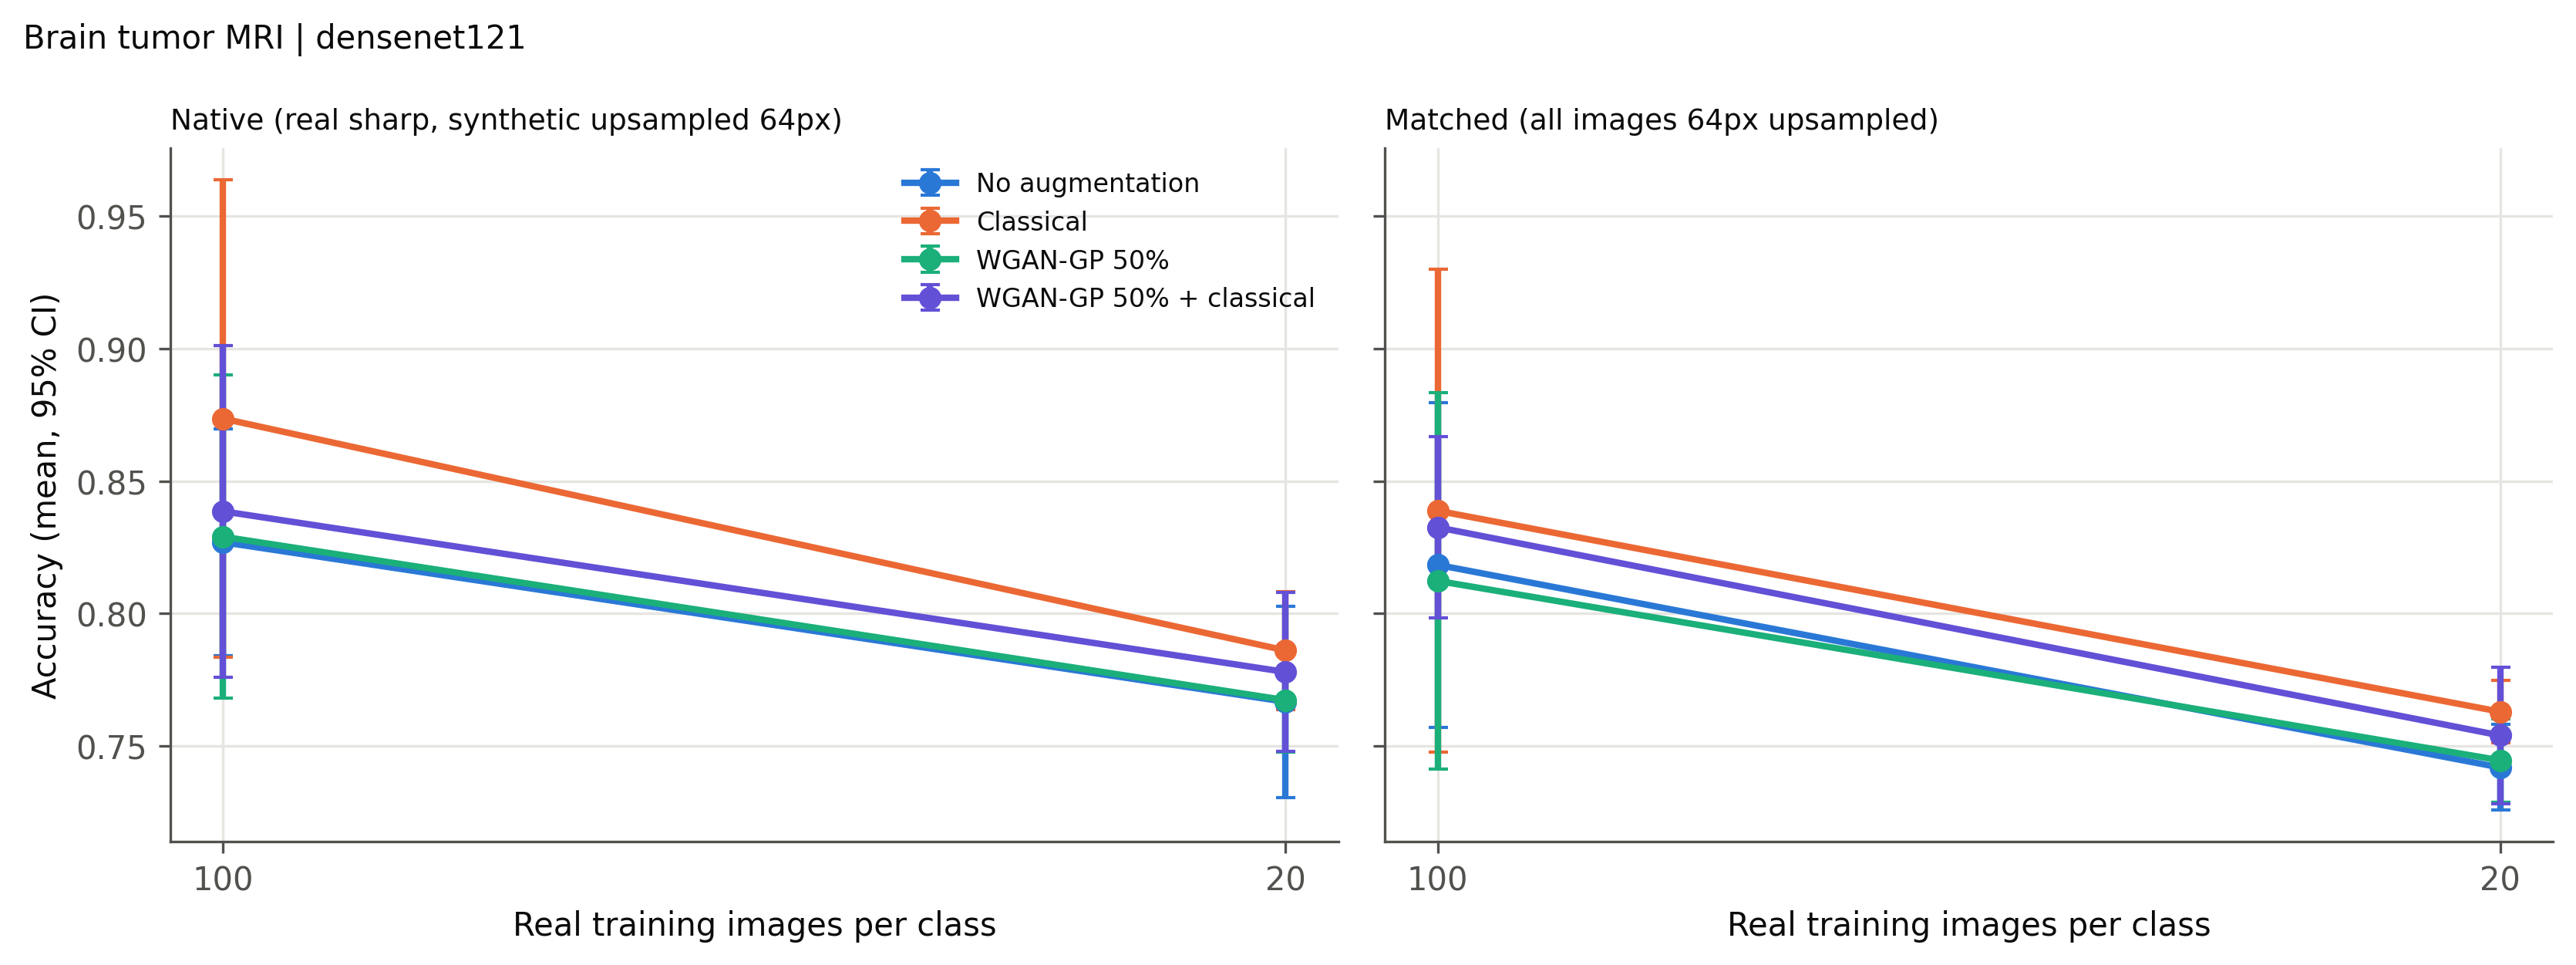 Brain tumor MRI | densenet121
Native (real sharp, synthetic upsampled 64px)
Matched (all images 64px upsampled)
No augmentation
Classical
WGAN-GP 50%
WGAN-GP 50% + classical
Accuracy (mean, 95% CI)
0.95
0.90
0.85
0.80
0.75
100
20
100
20
Real training images per class
Real training images per class